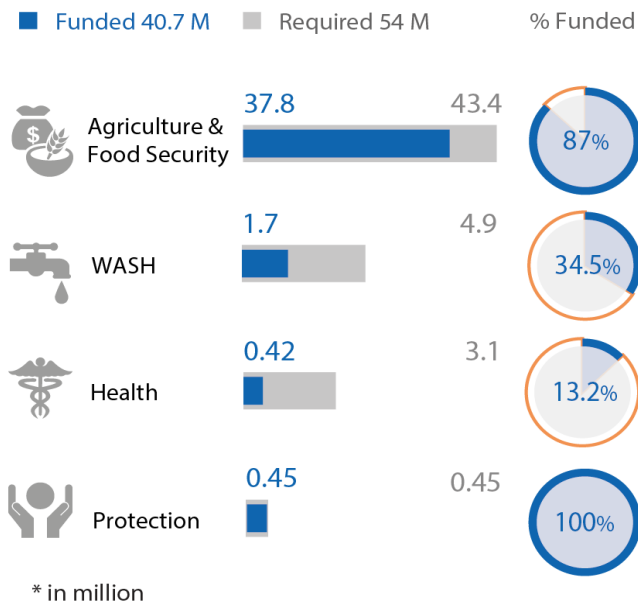 Funded 40.7 M Required 54 M % Funded
$
37.8 43.4
Agriculture &
Food Security
87%
1.7 4.9
WASH
34.5%
0.42 3.1
Health
13.2%
0.45 0.45
Protection
100%
* in million